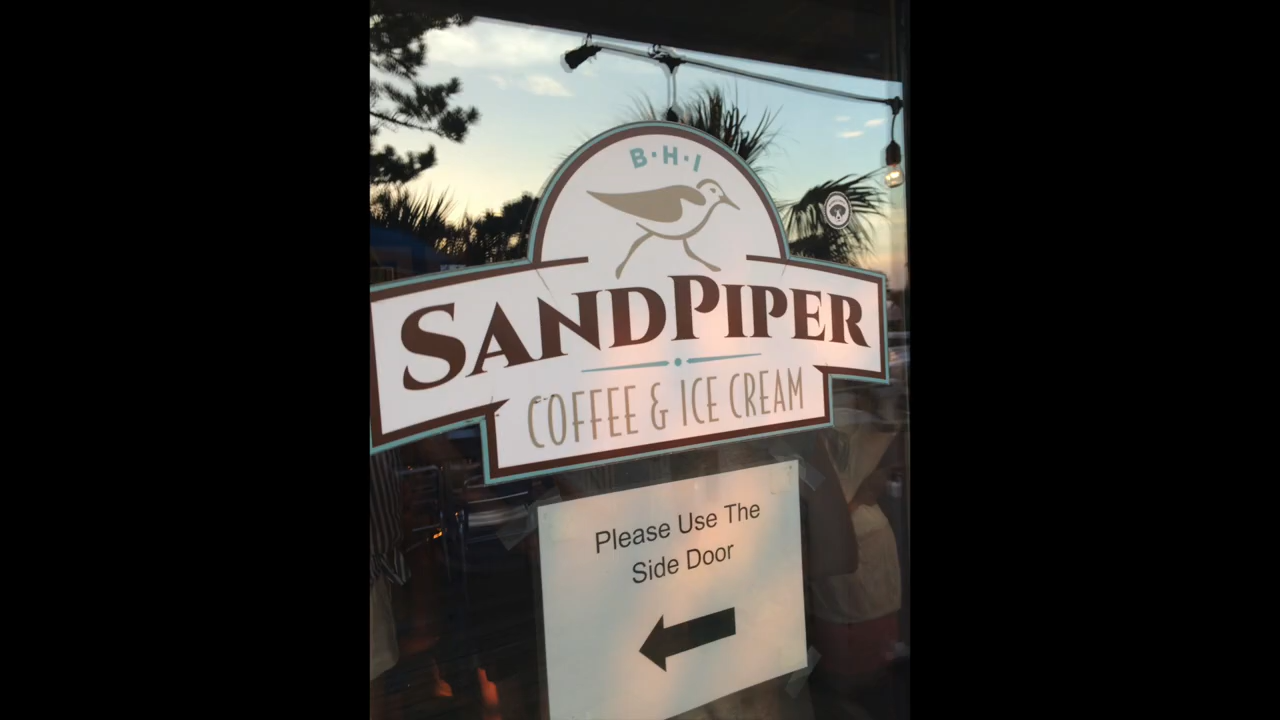 B·H·I
SANDPIPER
COFFEE & ICE CREAM
Please Use The
Side Door